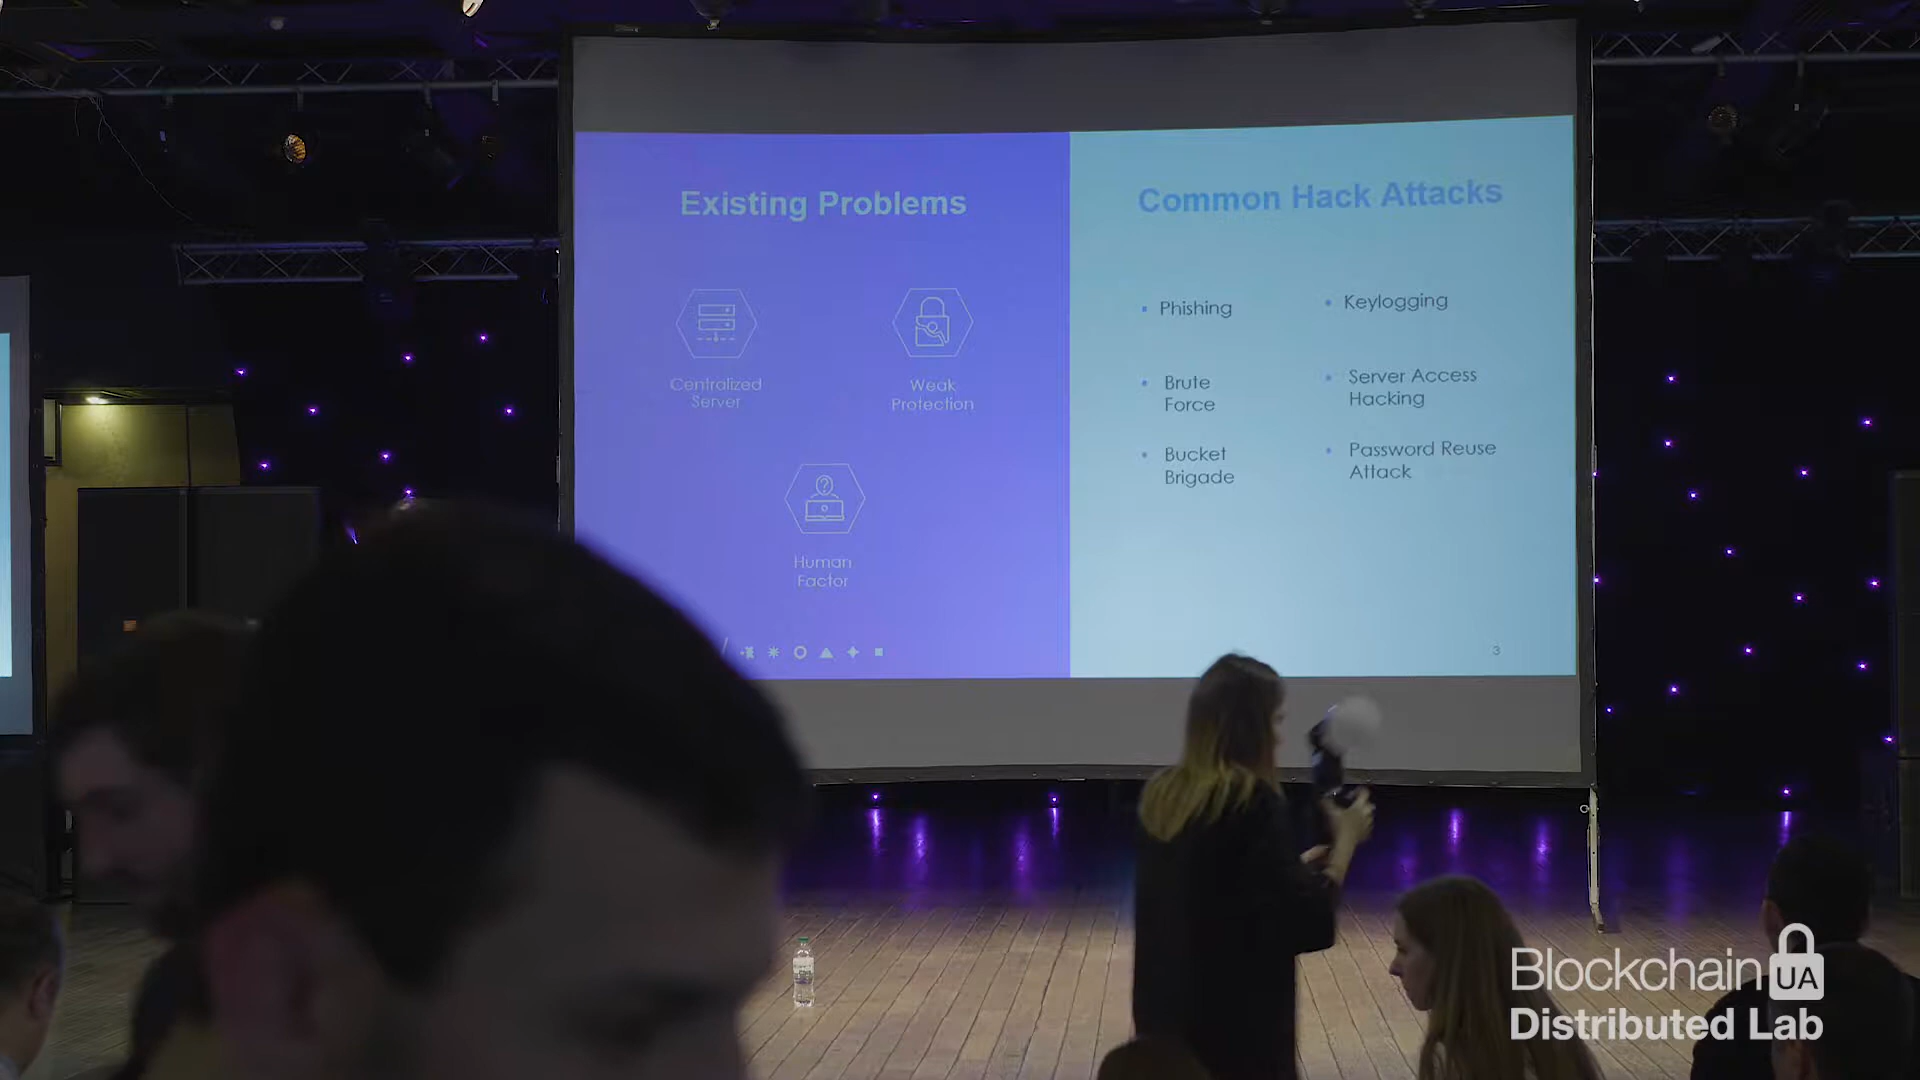 Existing Problems
Centralized
Server
Weak
Protection
?
Human
Factor
Common Hack Attacks
Phishing
Keylogging
Brute
Force
Server Access
Hacking
Bucket
Brigade
Password Reuse
Attack
3
Blockchain UA
Distributed Lab